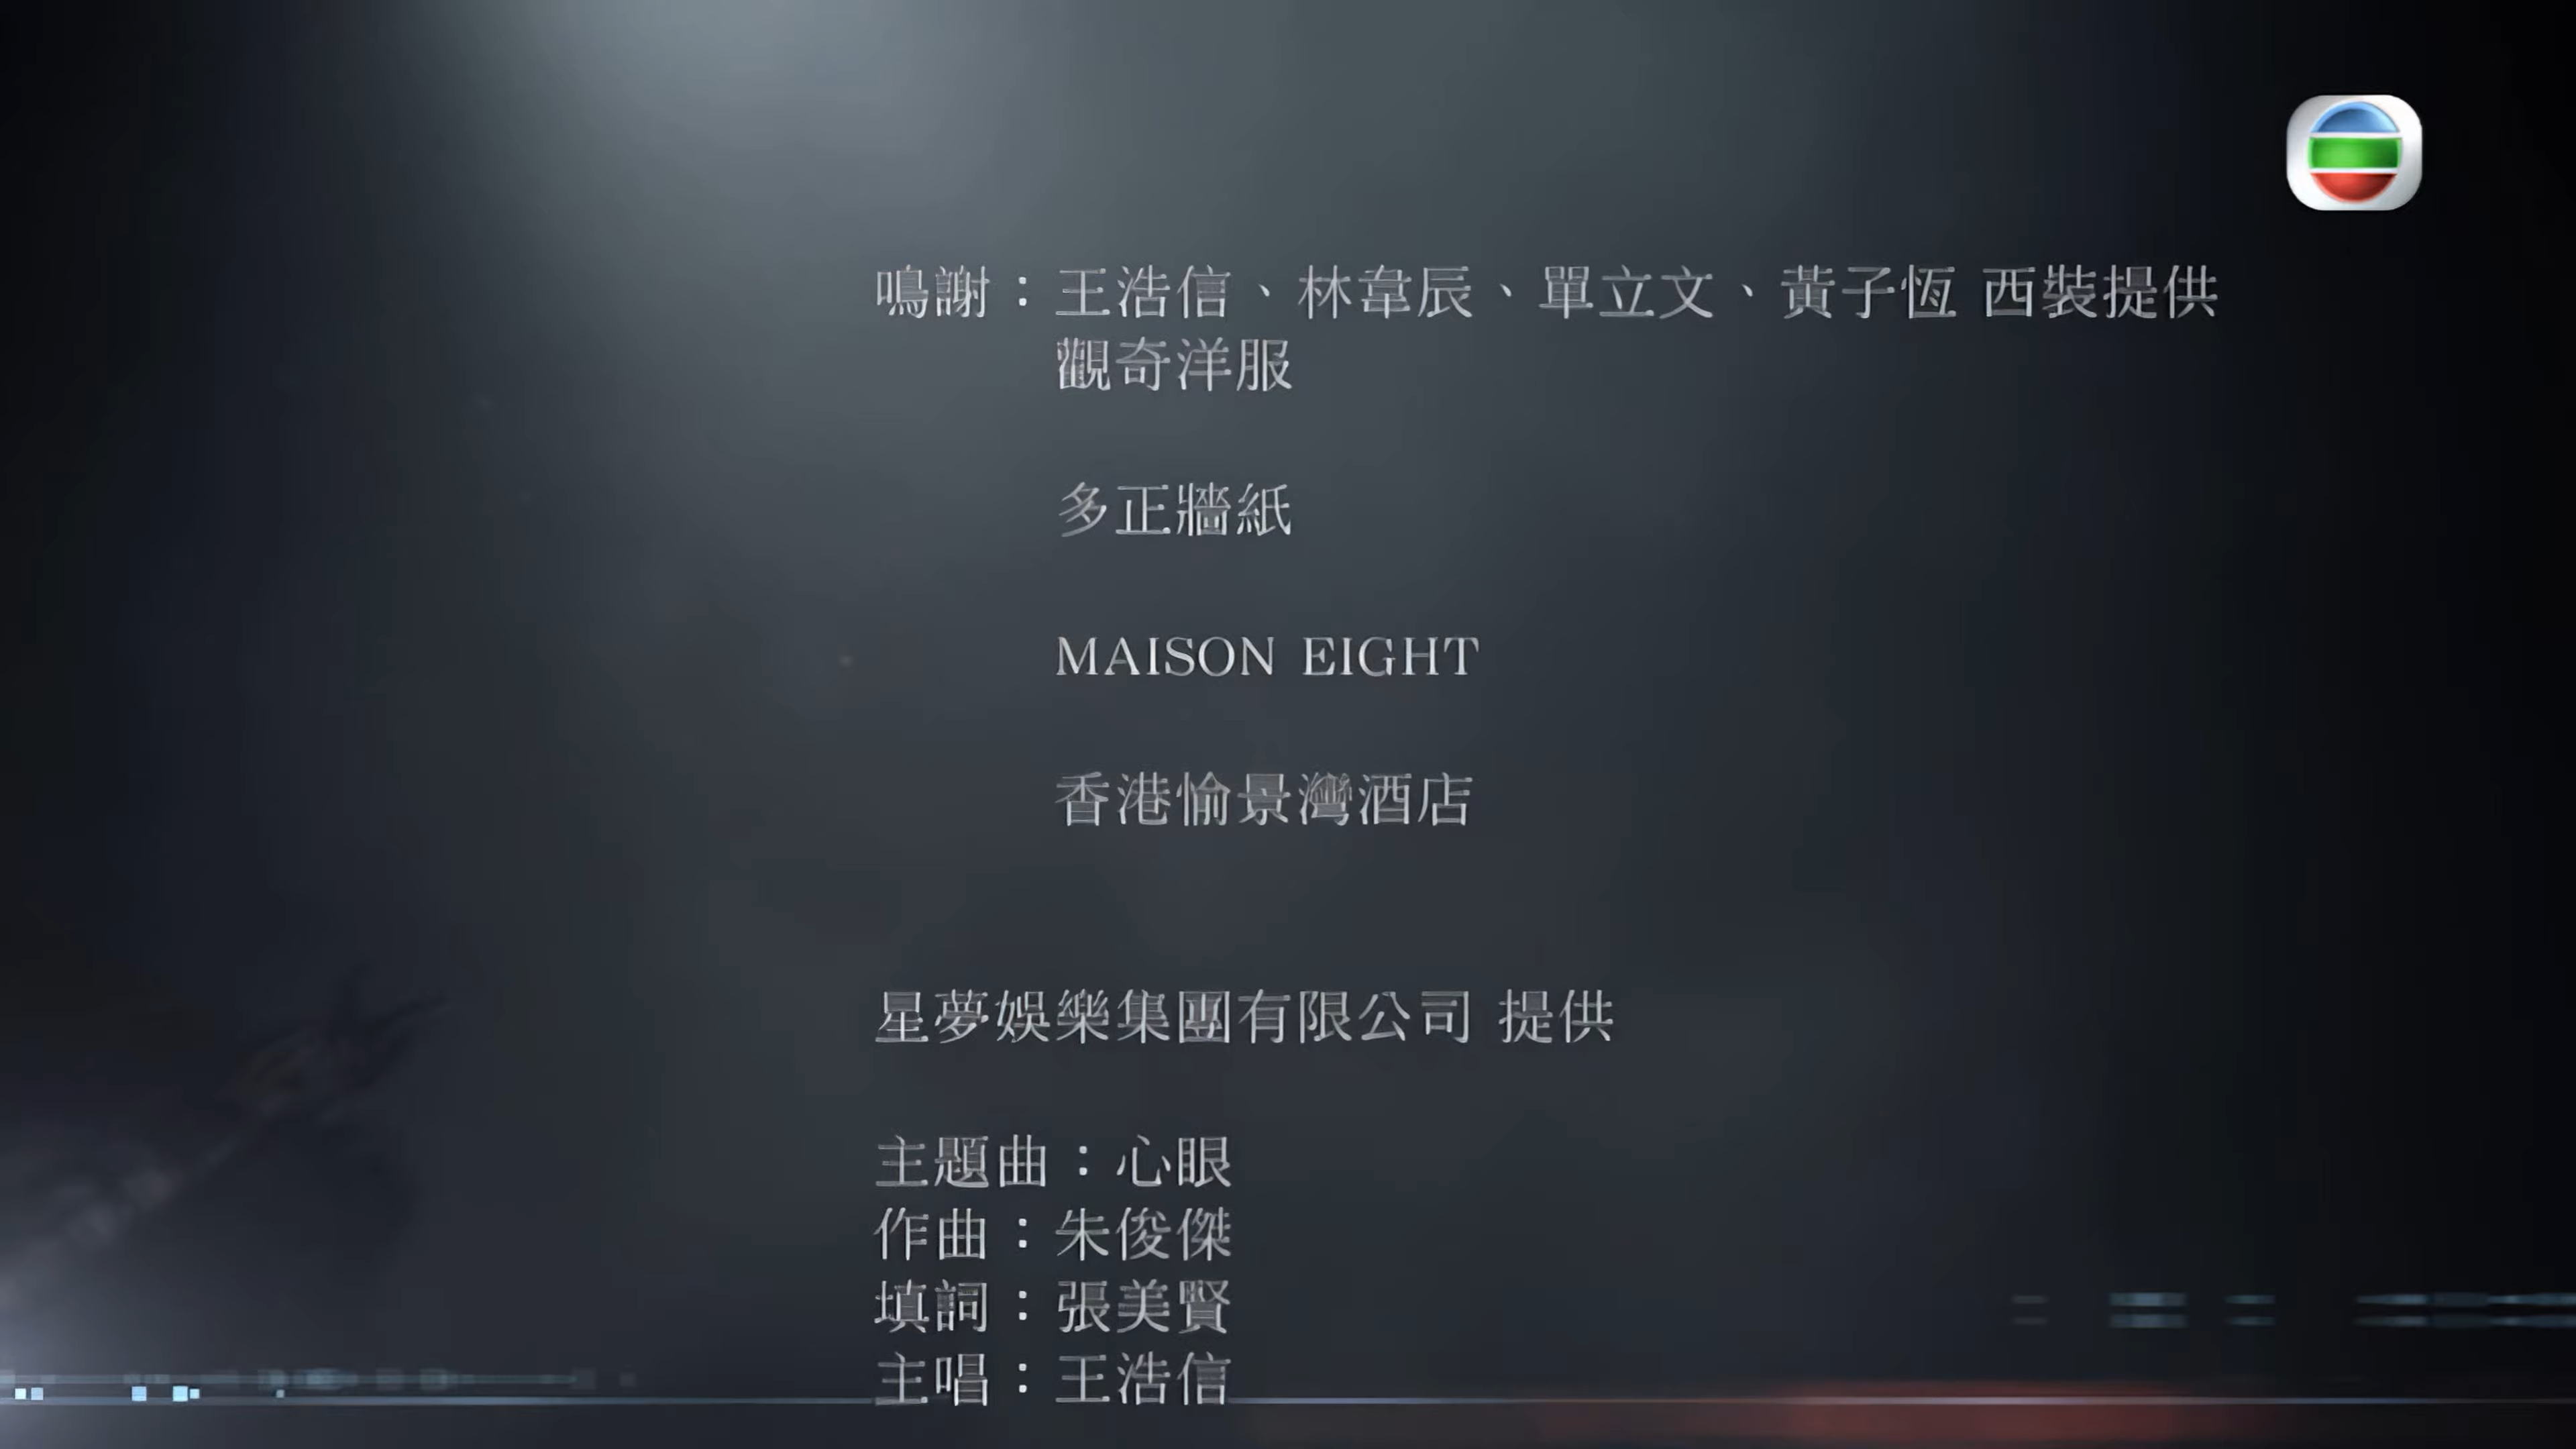 鳴謝：王浩信、林韋辰、單立文、黃子恆 西裝提供
觀奇洋服
多正牆紙
MAISON EIGHT
香港愉景灣酒店
星夢娛樂集團有限公司 提供
主題曲：心眼
作曲：朱俊傑
填詞：張美賢
主唱：王浩信